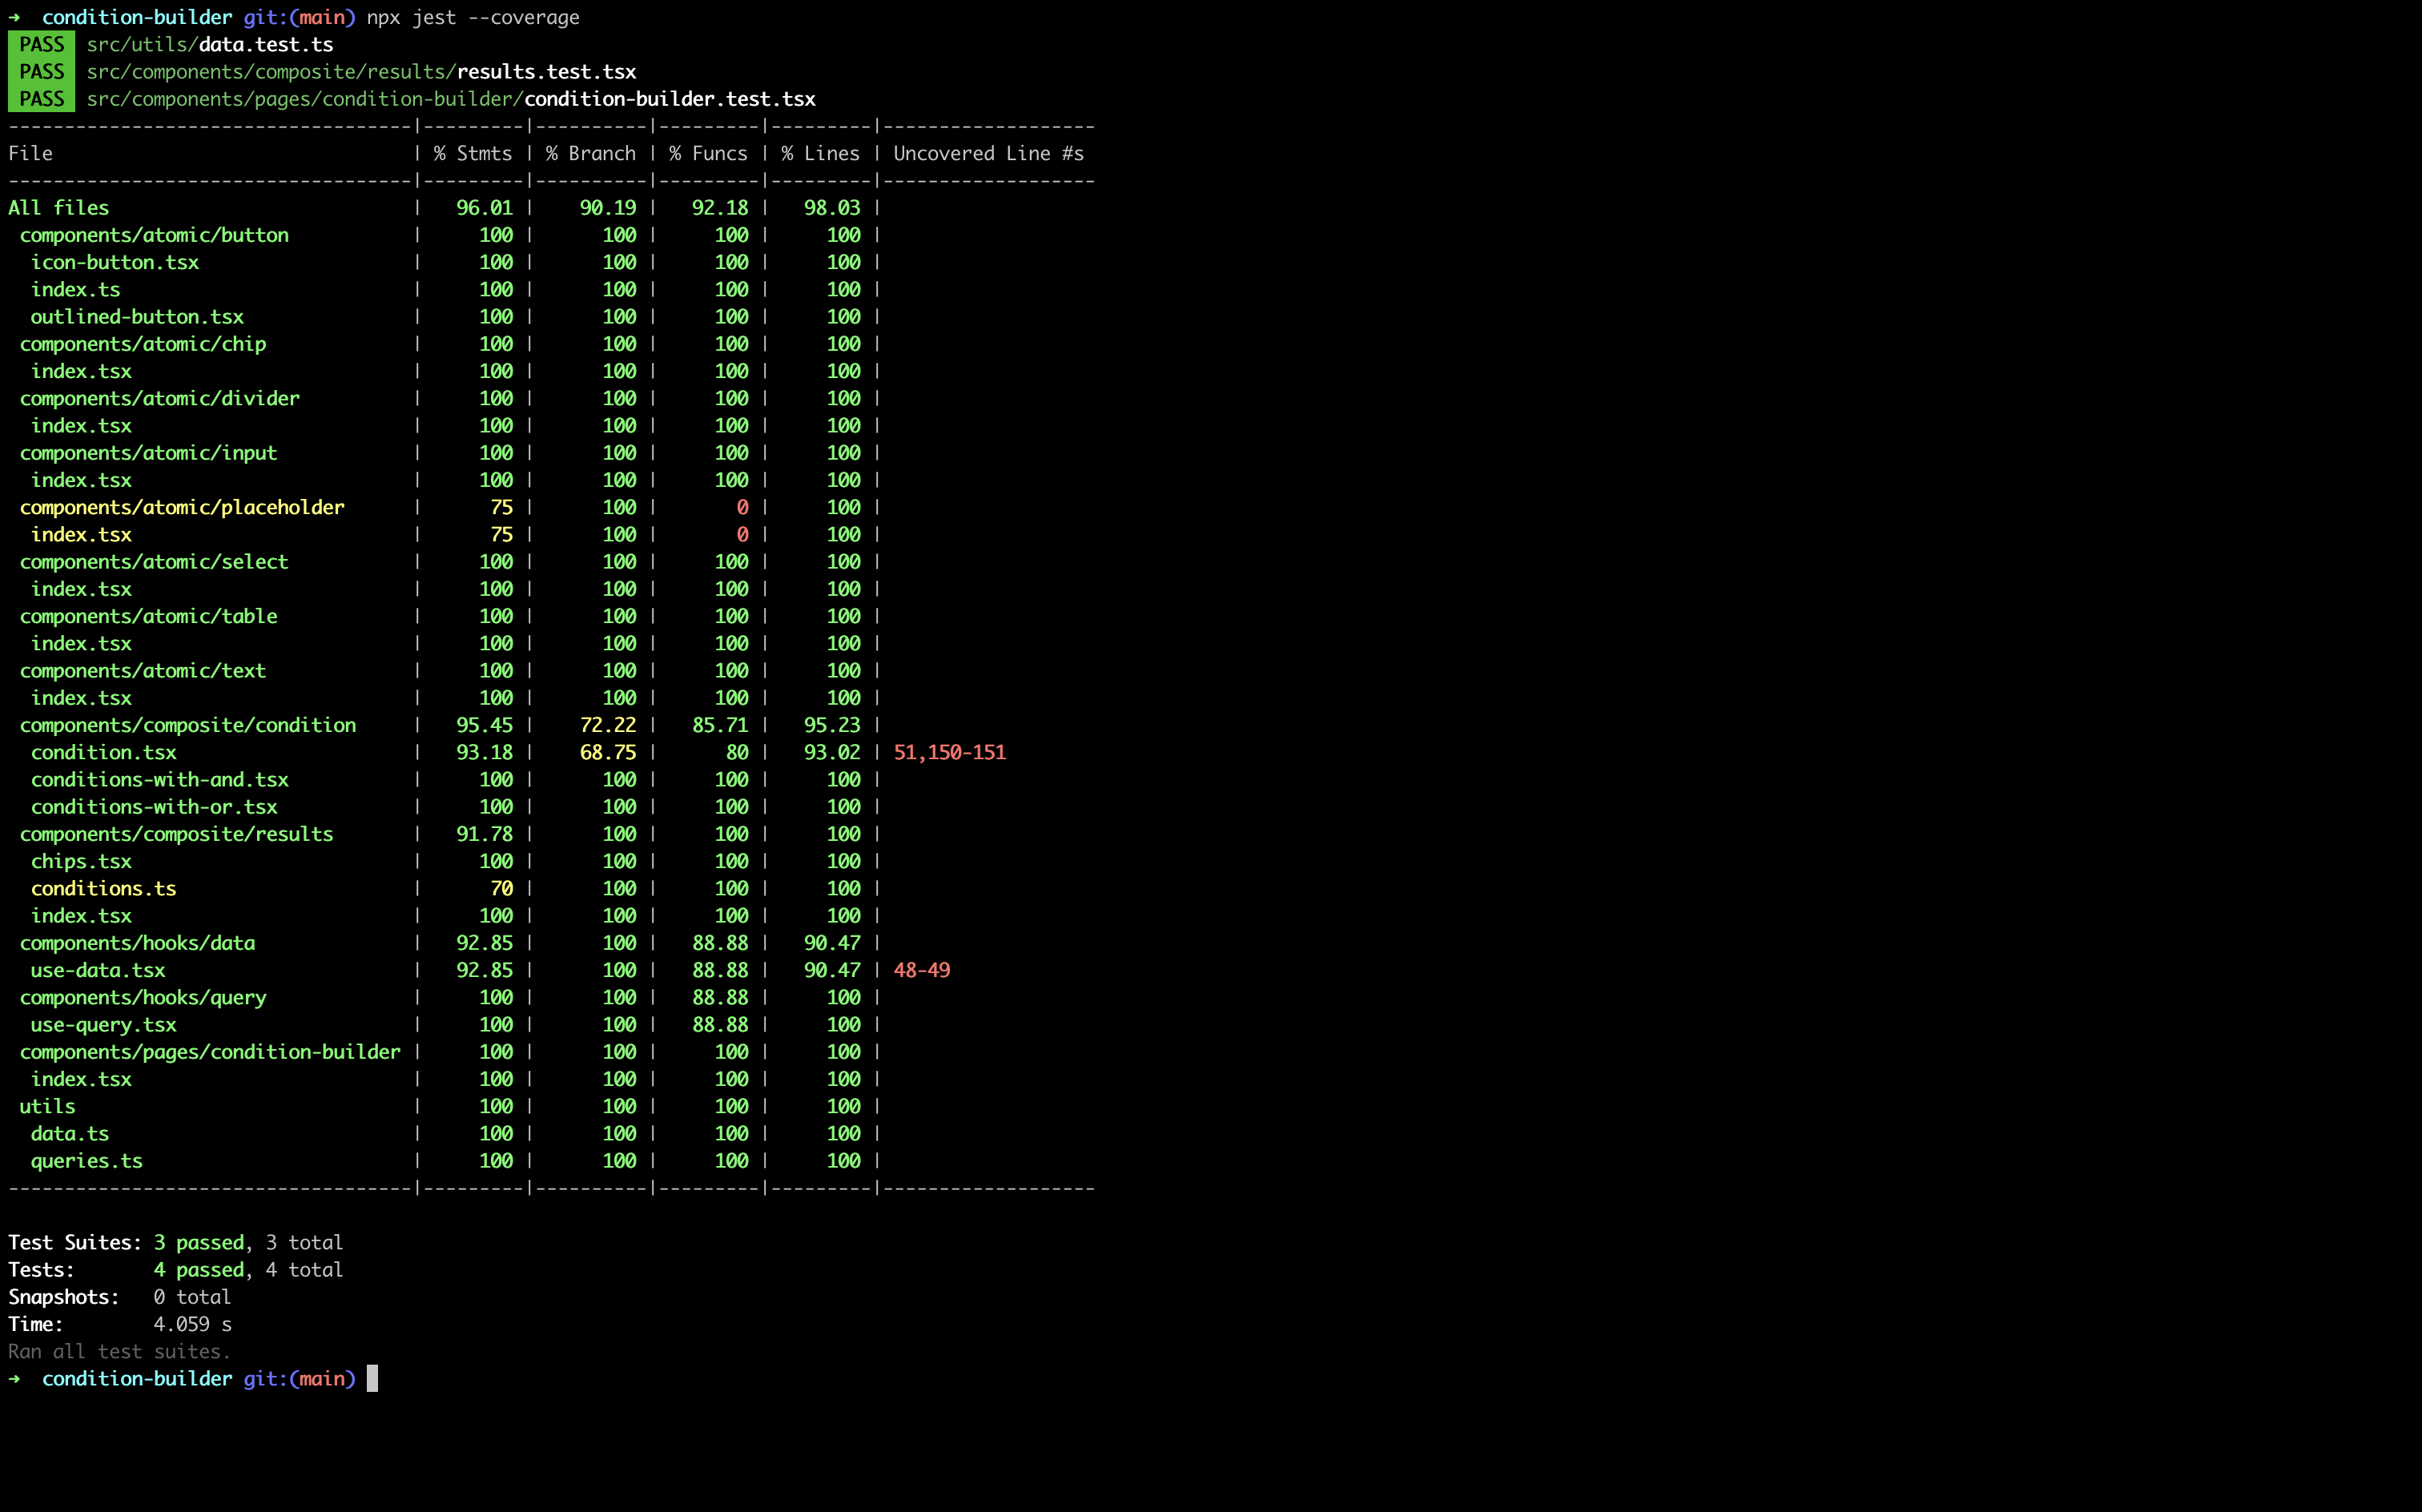 ➜  condition-builder git:(main) npx jest --coverage
 PASS  src/utils/data.test.ts
 PASS  src/components/composite/results/results.test.tsx
 PASS  src/components/pages/condition-builder/condition-builder.test.tsx
------------------------------------|---------|----------|---------|---------|-------------------
File                                | % Stmts | % Branch | % Funcs | % Lines | Uncovered Line #s
------------------------------------|---------|----------|---------|---------|-------------------
All files                           |   96.01 |    90.19 |   92.18 |   98.03 |
 components/atomic/button           |     100 |      100 |     100 |     100 |
  icon-button.tsx                   |     100 |      100 |     100 |     100 |
  index.ts                          |     100 |      100 |     100 |     100 |
  outlined-button.tsx               |     100 |      100 |     100 |     100 |
 components/atomic/chip             |     100 |      100 |     100 |     100 |
  index.tsx                         |     100 |      100 |     100 |     100 |
 components/atomic/divider          |     100 |      100 |     100 |     100 |
  index.tsx                         |     100 |      100 |     100 |     100 |
 components/atomic/input            |     100 |      100 |     100 |     100 |
  index.tsx                         |     100 |      100 |     100 |     100 |
 components/atomic/placeholder      |      75 |      100 |       0 |     100 |
  index.tsx                         |      75 |      100 |       0 |     100 |
 components/atomic/select           |     100 |      100 |     100 |     100 |
  index.tsx                         |     100 |      100 |     100 |     100 |
 components/atomic/table            |     100 |      100 |     100 |     100 |
  index.tsx                         |     100 |      100 |     100 |     100 |
 components/atomic/text             |     100 |      100 |     100 |     100 |
  index.tsx                         |     100 |      100 |     100 |     100 |
 components/composite/condition     |   95.45 |    72.22 |   85.71 |   95.23 |
  condition.tsx                     |   93.18 |    68.75 |      80 |   93.02 | 51,150-151
  conditions-with-and.tsx           |     100 |      100 |     100 |     100 |
  conditions-with-or.tsx            |     100 |      100 |     100 |     100 |
 components/composite/results       |   91.78 |      100 |     100 |     100 |
  chips.tsx                         |     100 |      100 |     100 |     100 |
  conditions.ts                     |      70 |      100 |     100 |     100 |
  index.tsx                         |     100 |      100 |     100 |     100 |
 components/hooks/data              |   92.85 |      100 |   88.88 |   90.47 |
  use-data.tsx                      |   92.85 |      100 |   88.88 |   90.47 | 48-49
 components/hooks/query             |     100 |      100 |   88.88 |     100 |
  use-query.tsx                     |     100 |      100 |   88.88 |     100 |
 components/pages/condition-builder |     100 |      100 |     100 |     100 |
  index.tsx                         |     100 |      100 |     100 |     100 |
 utils                              |     100 |      100 |     100 |     100 |
  data.ts                           |     100 |      100 |     100 |     100 |
  queries.ts                        |     100 |      100 |     100 |     100 |
------------------------------------|---------|----------|---------|---------|-------------------
Test Suites: 3 passed, 3 total
Tests:       4 passed, 4 total
Snapshots:   0 total
Time:        4.059 s
Ran all test suites.
➜  condition-builder git:(main)